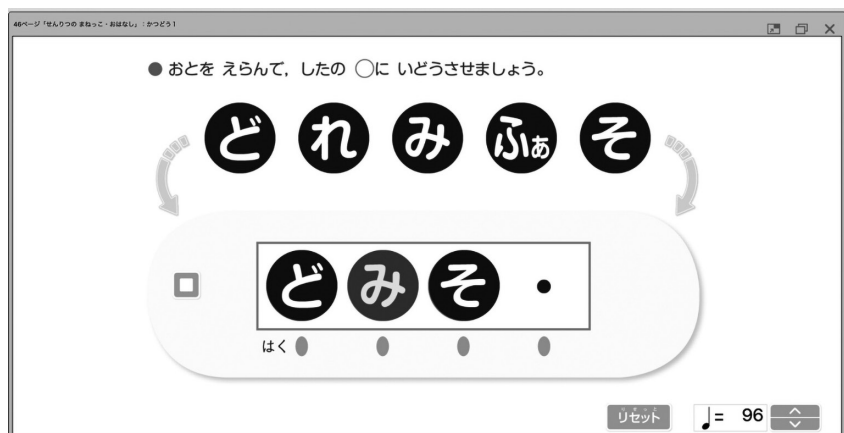 46ページ「せんりつの まねっこ・おはなし」:かつどう1
● おとを えらんで, したの ○に いどうさせましょう。
ど れ み ふぁ そ
ど み そ •
はく
リセット ♩= 96